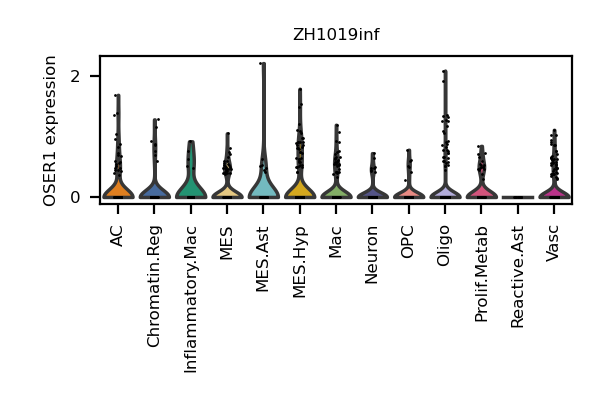 ZH1019inf
OSER1 expression
2
0
AC
Chromatin.Reg
Inflammatory.Mac
MES
MES.Ast
MES.Hyp
Mac
Neuron
OPC
Oligo
Prolif.Metab
Reactive.Ast
Vasc